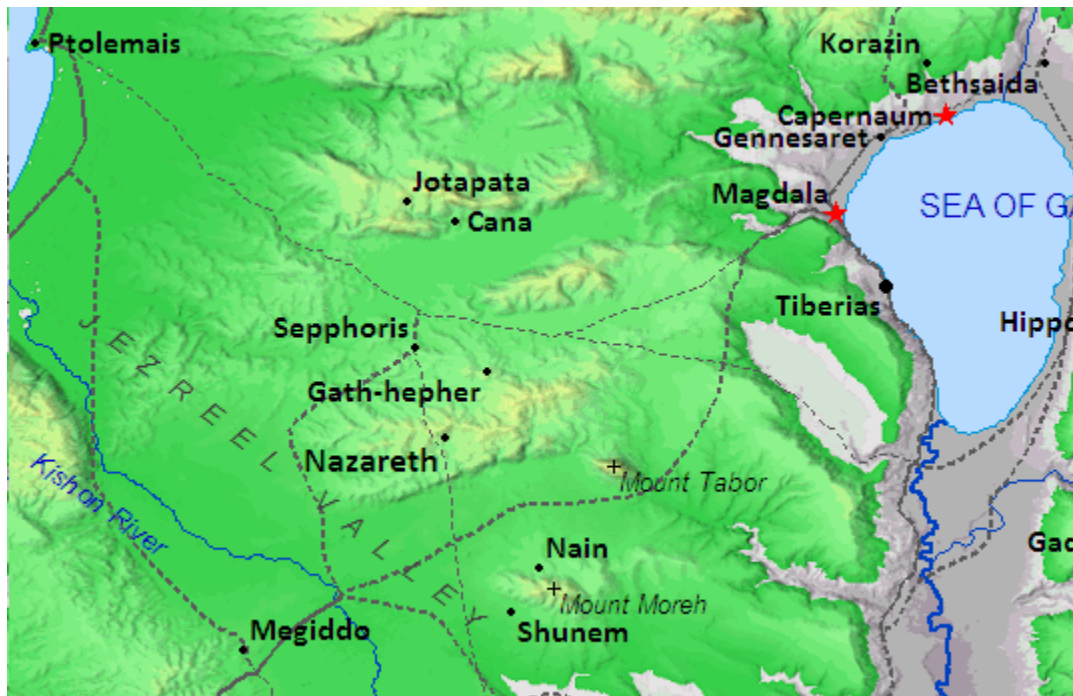 Ptolemais
Korazin
Bethsaida
Capernaum
Gennesaret
Jotapata
Magdala
Cana
SEA OF GA
Tiberias
Hippo
Sepphoris
JEZREEL VALLEY
Gath-hepher
Nazareth
Mount Tabor
Kishon River
Nain
Gad
Mount Moreh
Shunem
Megiddo